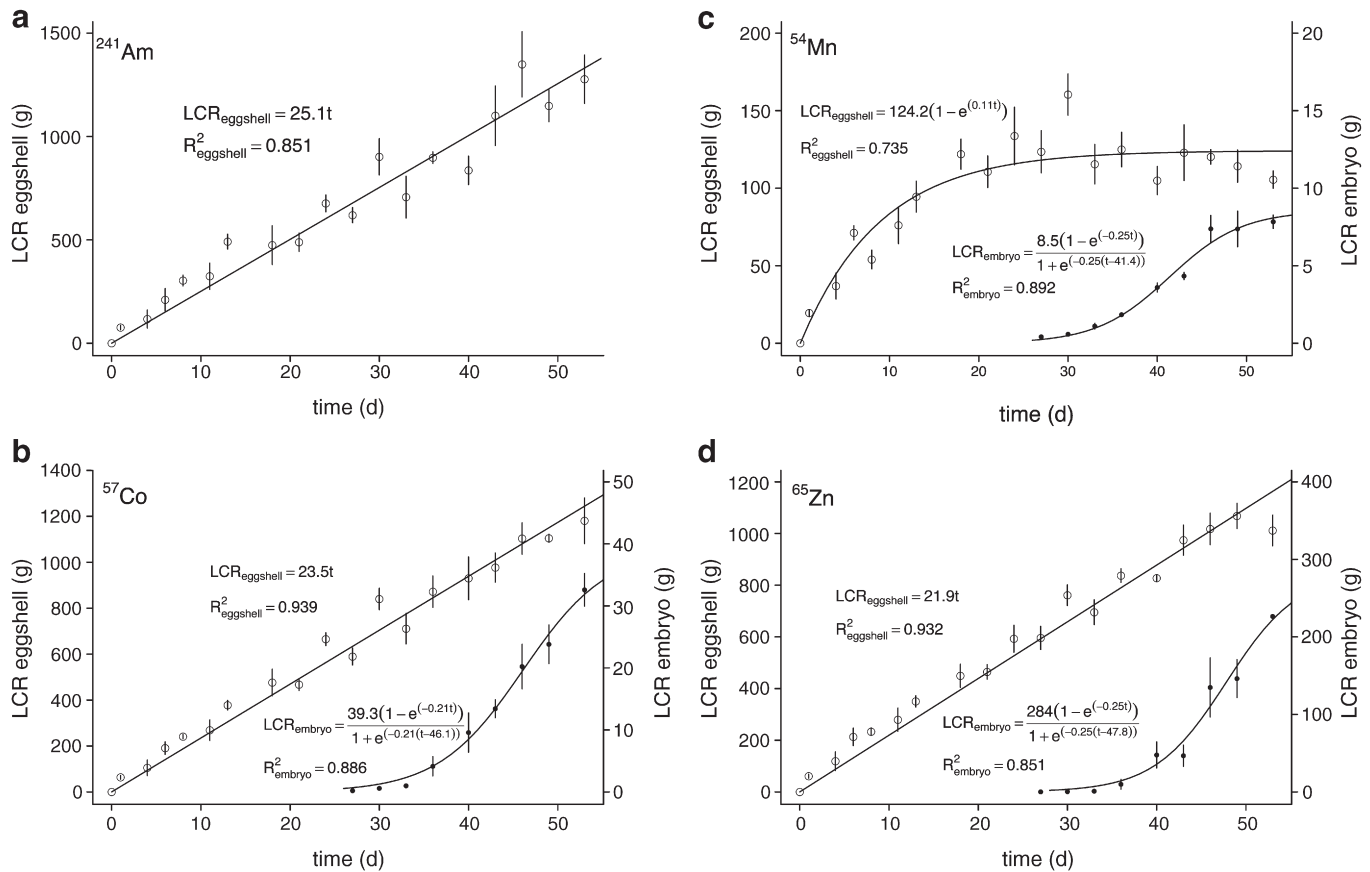 a
1500
1000
500
0
LCR eggshell (g)
241Am
LCReggshell = 25.1t
R2eggshell = 0.851
0 10 20 30 40 50
time (d)
c
200
150
100
50
0
LCR eggshell (g)
54Mn
LCReggshell = 124.2(1−e(0.11t))
R2eggshell = 0.735
LCRembryo = 8.5(1−e(−0.25t))
1+e(−0.25(t−41.4))
R2embryo = 0.892
20
15
10
5
0
LCR embryo (g)
0 10 20 30 40 50
time (d)
b
1400
1200
1000
800
600
400
200
0
LCR eggshell (g)
57Co
LCReggshell = 23.5t
R2eggshell = 0.939
LCRembryo = 39.3(1−e(−0.21t))
1+e(−0.21(t−46.1))
R2embryo = 0.886
50
40
30
20
10
0
LCR embryo (g)
0 10 20 30 40 50
time (d)
d
1200
1000
800
600
400
200
0
LCR eggshell (g)
65Zn
LCReggshell = 21.9t
R2eggshell = 0.932
LCRembryo = 284(1−e(−0.25t))
1+e(−0.25(t−47.8))
R2embryo = 0.851
400
300
200
100
0
LCR embryo (g)
0 10 20 30 40 50
time (d)